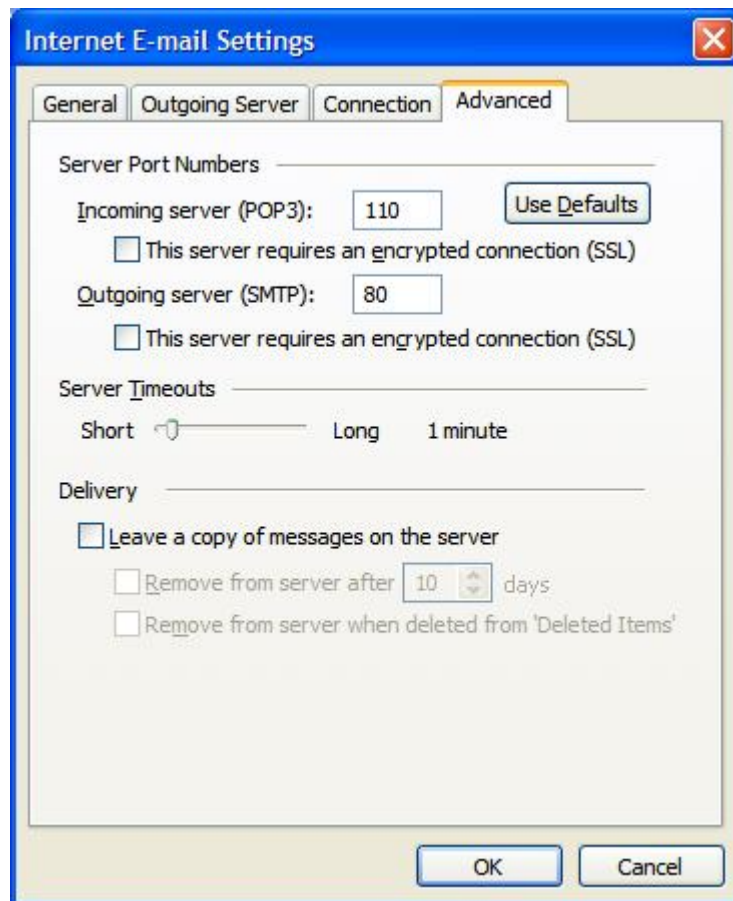 Internet E-mail Settings
General Outgoing Server Connection Advanced
Server Port Numbers
Incoming server (POP3): 110 Use Defaults
This server requires an encrypted connection (SSL)
Outgoing server (SMTP): 80
This server requires an encrypted connection (SSL)
Server Timeouts
Short Long 1 minute
Delivery
Leave a copy of messages on the server
Remove from server after 10 days
Remove from server when deleted from 'Deleted Items'
OK Cancel